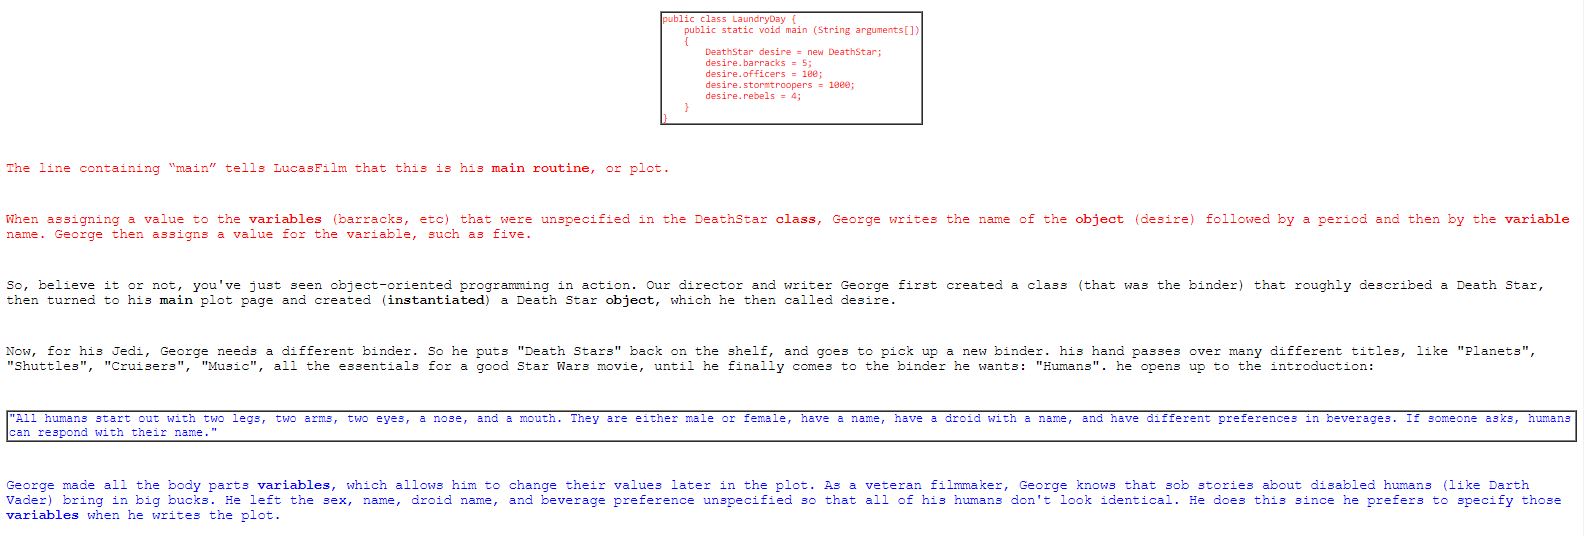 public class LaundryDay {
public static void main (String arguments[])
{
DeathStar desire = new DeathStar;
desire.barracks = 5;
desire.officers = 100;
desire.stormtroopers = 1000;
desire.rebels = 4;
}
}
The line containing “main” tells LucasFilm that this is his main routine, or plot.
When assigning a value to the variables (barracks, etc) that were unspecified in the DeathStar class, George writes the name of the object (desire) followed by a period and then by the variable
name. George then assigns a value for the variable, such as five.
So, believe it or not, you've just seen object-oriented programming in action. Our director and writer George first created a class (that was the binder) that roughly described a Death Star,
then turned to his main plot page and created (instantiated) a Death Star object, which he then called desire.
Now, for his Jedi, George needs a different binder. So he puts "Death Stars" back on the shelf, and goes to pick up a new binder. his hand passes over many different titles, like "Planets",
"Shuttles", "Cruisers", "Music", all the essentials for a good Star Wars movie, until he finally comes to the binder he wants: "Humans". he opens up to the introduction:
"All humans start out with two legs, two arms, two eyes, a nose, and a mouth. They are either male or female, have a name, have a droid with a name, and have different preferences in beverages. If someone asks, humans
can respond with their name."
George made all the body parts variables, which allows him to change their values later in the plot. As a veteran filmmaker, George knows that sob stories about disabled humans (like Darth
Vader) bring in big bucks. He left the sex, name, droid name, and beverage preference unspecified so that all of his humans don't look identical. He does this since he prefers to specify those
variables when he writes the plot.